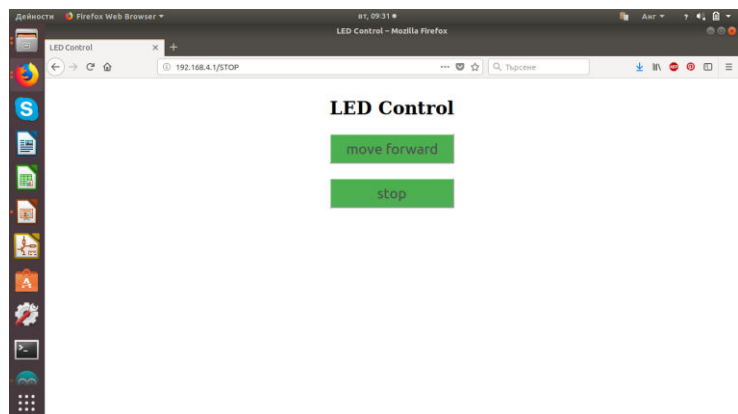 Дейности Firefox Web Browser вт, 09:31 Анг
LED Control – Mozilla Firefox
LED Control
192.168.4.1/STOP Търсене
LED Control
move forward
stop